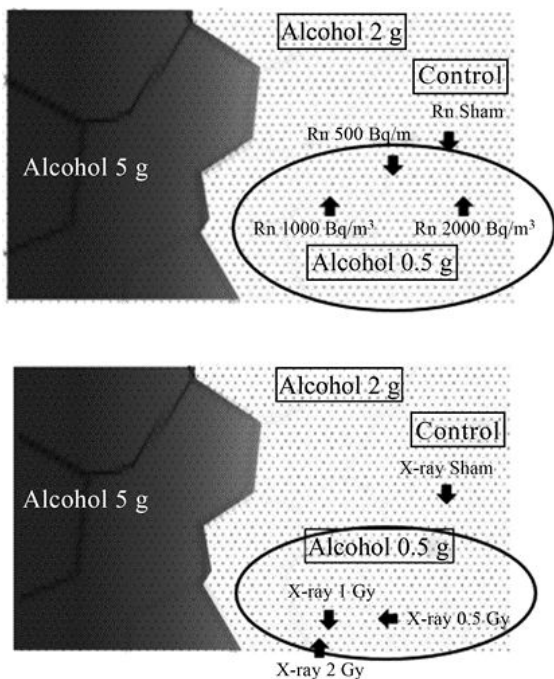 Alcohol 2 g
Control
Rn Sham
Rn 500 Bq/m
Alcohol 5 g
Rn 1000 Bq/m³
Rn 2000 Bq/m³
Alcohol 0.5 g
Alcohol 2 g
Control
X-ray Sham
Alcohol 5 g
Alcohol 0.5 g
X-ray 1 Gy
X-ray 0.5 Gy
X-ray 2 Gy